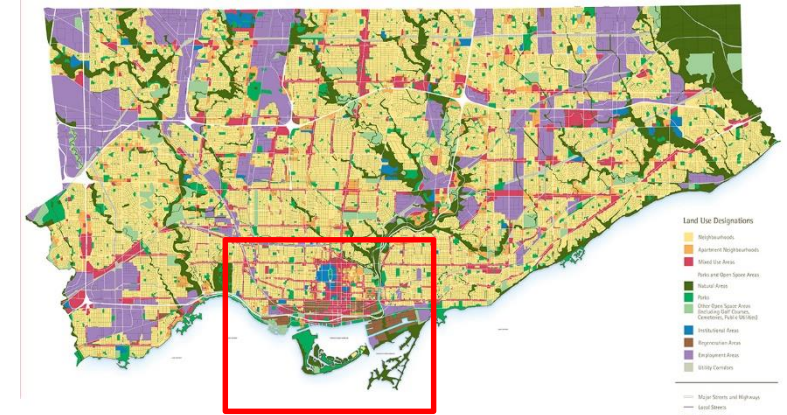 Land Use Designations
Neighbourhoods
Apartment Neighbourhoods
Mixed Use Areas
Parks and Open Space Areas
Natural Areas
Parks
Other Open Space Areas
(Including Golf Courses,
Cemeteries, Public Utilities)
Institutional Areas
Regeneration Areas
Employment Areas
Utility Corridors
Major Streets and Highways
Local Streets